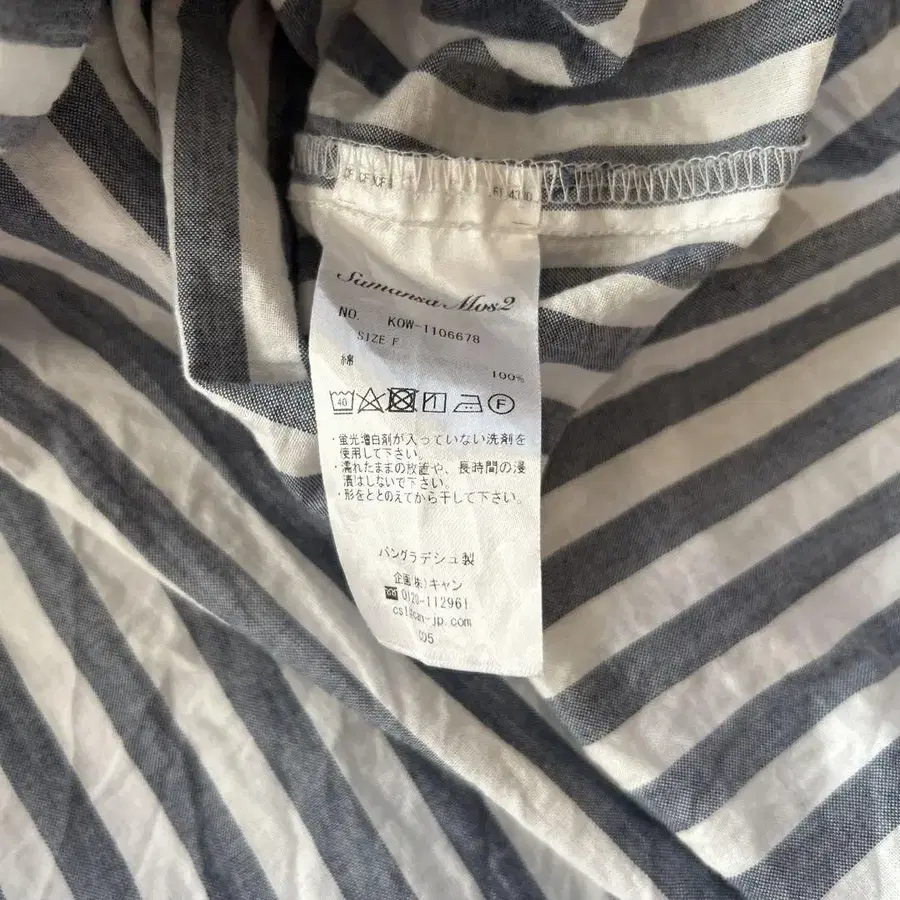 Samansa Mos2
NO. KOW-1106678
SIZE F
綿 100%
40 F
・蛍光増白剤が入っていない洗剤を
使用して下さい。
・濡れたままの放置や、長時間の浸
漬はしないで下さい。
・形をととのえてから干して下さい。
バングラデシュ製
企画(株)キャン
0120-112961
005